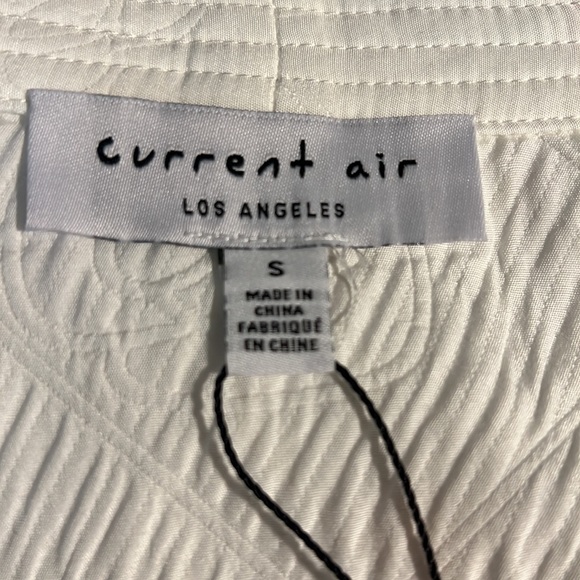 current air
LOS ANGELES
S
MADE IN
CHINA
FABRIQUÉ
EN CHINE